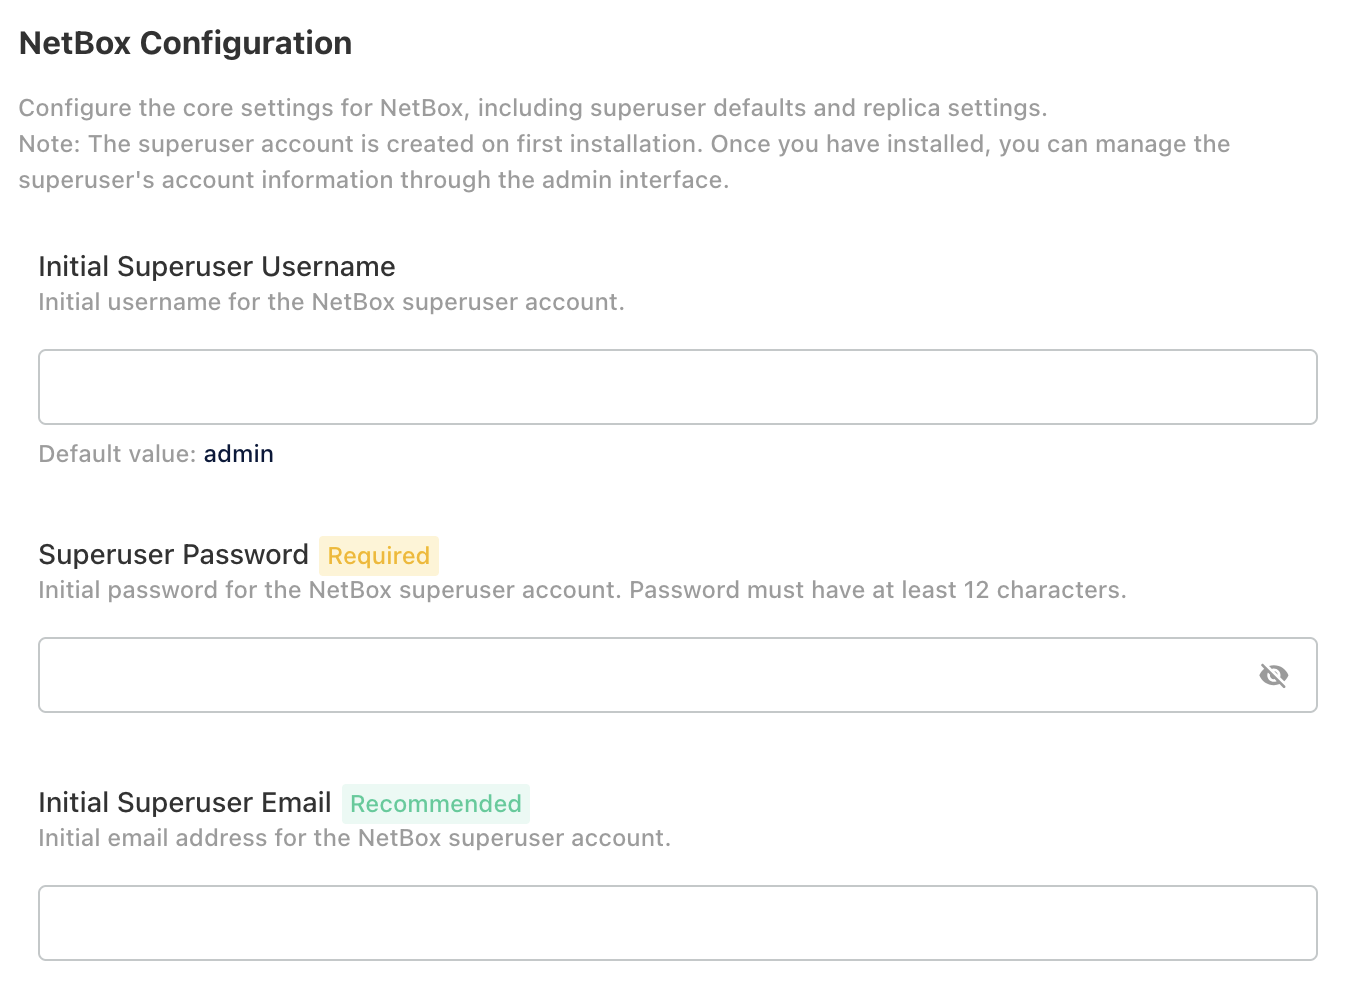 NetBox Configuration
Configure the core settings for NetBox, including superuser defaults and replica settings.
Note: The superuser account is created on first installation. Once you have installed, you can manage the
superuser's account information through the admin interface.
Initial Superuser Username
Initial username for the NetBox superuser account.
Default value: admin
Superuser Password Required
Initial password for the NetBox superuser account. Password must have at least 12 characters.
Initial Superuser Email Recommended
Initial email address for the NetBox superuser account.